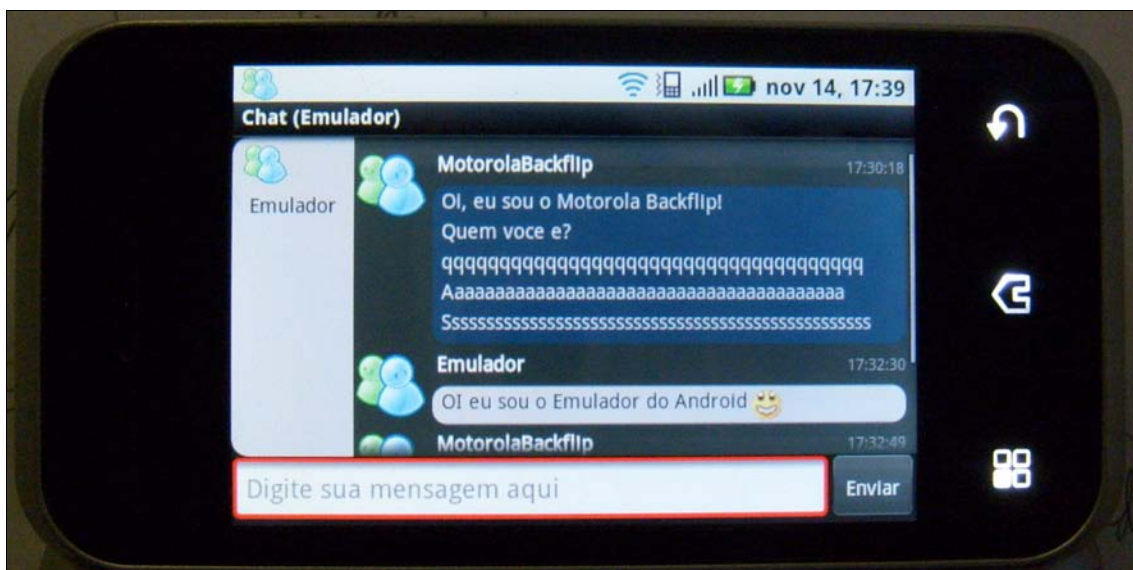 nov 14, 17:39
Chat (Emulador)
Emulador
MotorolaBackflip 17:30:18
OI, eu sou o Motorola Backflip!
Quem voce e?
qqqqqqqqqqqqqqqqqqqqqqqqqqqqqqqqqqqqq
Aaaaaaaaaaaaaaaaaaaaaaaaaaaaaaaaaaaaaa
Sssssssssssssssssssssssssssssssssssssssssssssssss
Emulador 17:32:30
OI eu sou o Emulador do Android
MotorolaBackflip 17:32:49
Digite sua mensagem aqui
Enviar